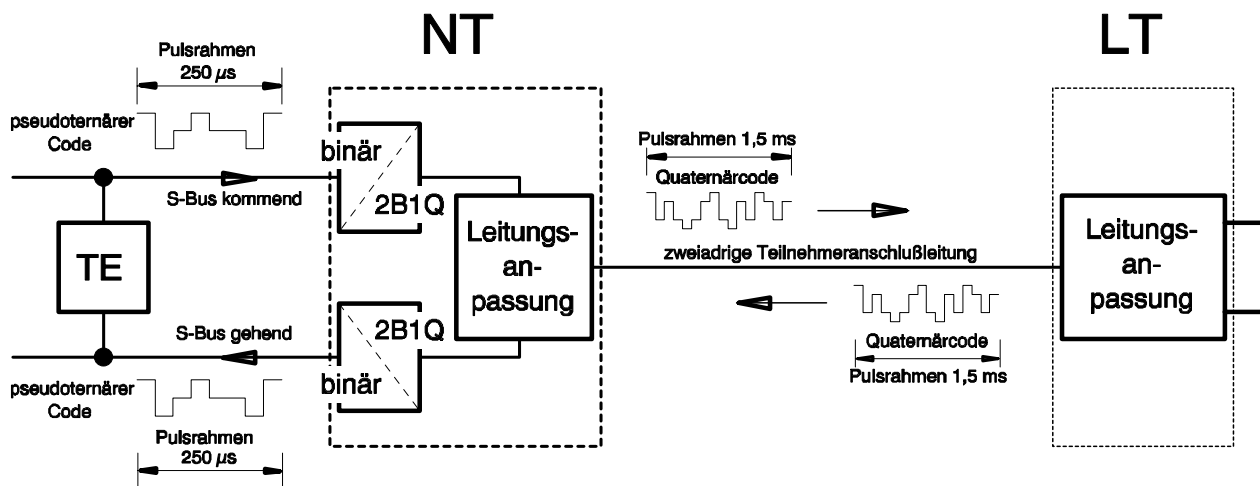 NT
LT
Pulsrahmen
250 µs
pseudoternärer
Code
S-Bus kommend
binär
2B1Q
TE
Leitungs-
an-
passung
S-Bus gehend
2B1Q
binär
pseudoternärer
Code
Pulsrahmen
250 µs
Pulsrahmen 1,5 ms
Quaternärcode
zweiadrige Teilnehmeranschlußleitung
Quaternärcode
Pulsrahmen 1,5 ms
Leitungs-
an-
passung